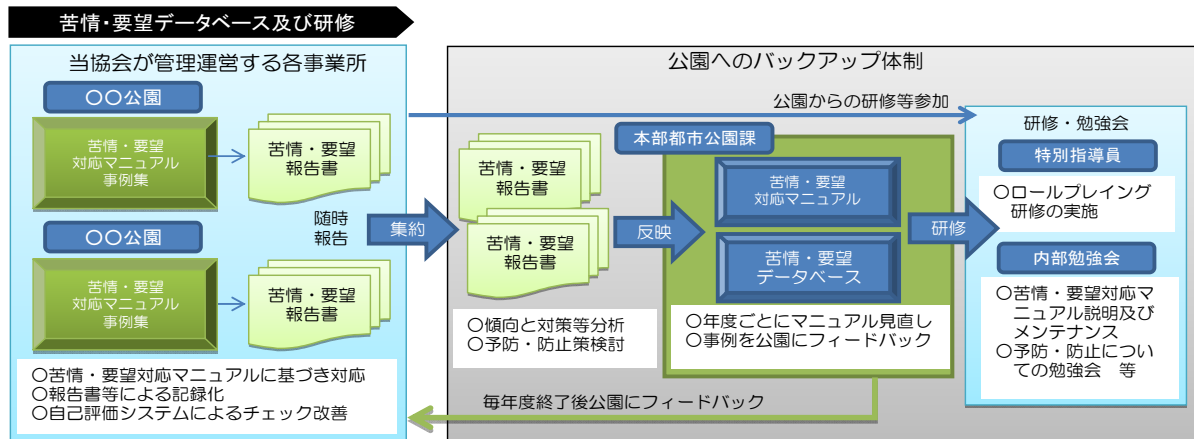 苦情・要望データベース及び研修
当協会が管理運営する各事業所
〇〇公園
苦情・要望
対応マニュアル
事例集
苦情・要望
報告書
〇〇公園
苦情・要望
対応マニュアル
事例集
苦情・要望
報告書
随時
報告
集約
〇苦情・要望対応マニュアルに基づき対応
〇報告書等による記録化
〇自己評価システムによるチェック改善
公園へのバックアップ体制
公園からの研修等参加
苦情・要望
報告書
苦情・要望
報告書
〇傾向と対策等分析
〇予防・防止策検討
反映
本部都市公園課
苦情・要望
対応マニュアル
苦情・要望
データベース
〇年度ごとにマニュアル見直し
〇事例を公園にフィードバック
研修
研修・勉強会
特別指導員
〇ロールプレイング
研修の実施
内部勉強会
〇苦情・要望対応マ
ニュアル説明及び
メンテナンス
〇予防・防止につい
ての勉強会　等
毎年度終了後公園にフィードバック